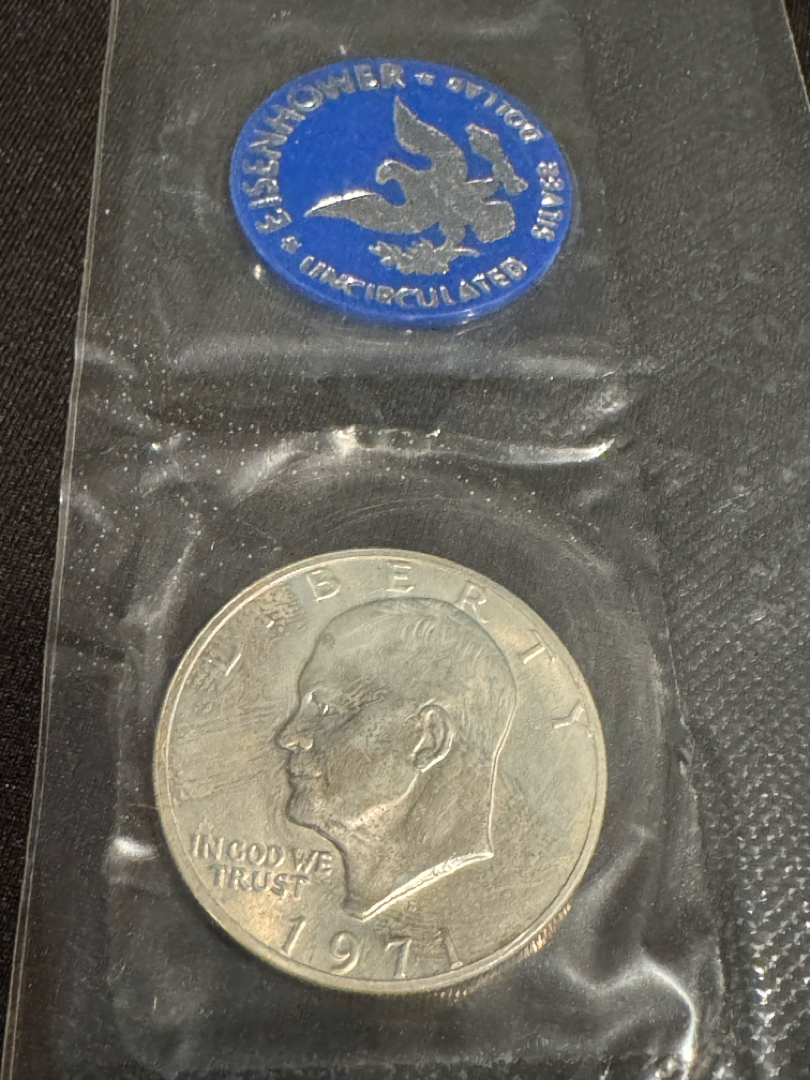 EISENHOWER ★ SILVER DOLLAR
★ UNCIRCULATED
LIBERTY
IN GOD WE
TRUST
1971